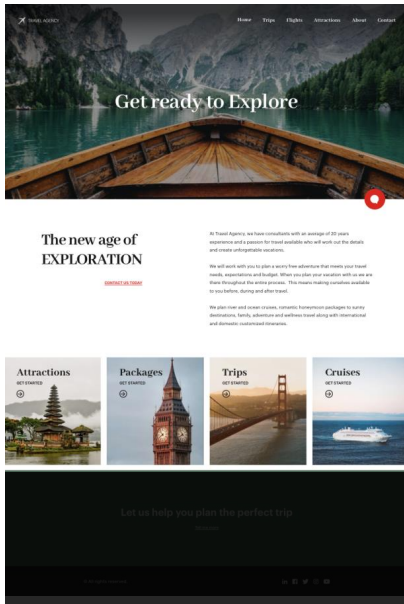 TRAVEL AGENCY
Home Trips Flights Attractions About Contact
Get ready to Explore
The new age of
EXPLORATION
CONTACT US TODAY
At Travel Agency, we have consultants with an average of 20 years
experience and a passion for travel available who will work out the details
and create unforgettable vacations.
We will work with you to plan a worry free adventure that meets your travel
needs, expectations and budget. When you plan your vacation with us we are
there throughout the entire process. This means making ourselves available
to you before, during and after travel.
We plan river and ocean cruises, romantic honeymoon packages to sunny
destinations, family, adventure and wellness travel along with international
and domestic customized itineraries.
Attractions
GET STARTED
Packages
GET STARTED
Trips
GET STARTED
Cruises
GET STARTED
Let us help you plan the perfect trip